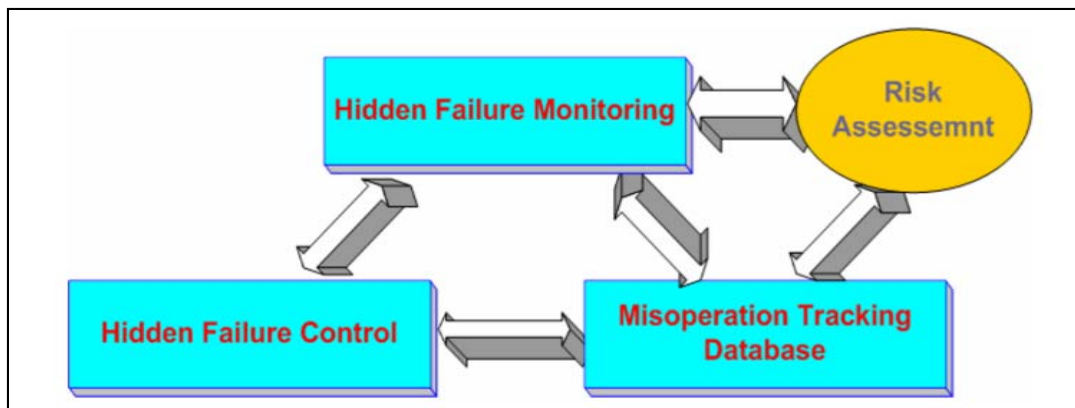 Hidden Failure Monitoring
Risk
Assessemnt
Hidden Failure Control
Misoperation Tracking
Database